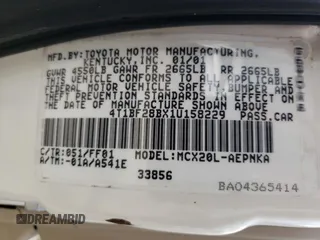 MFD.BY:TOYOTA MOTOR MANUFACTURING,
KENTUCKY,INC. 01/01
GVWR 4550LB GAWR FR 2665LB RR 2665LB
THIS VEHICLE CONFORMS TO ALL APPLICABLE
FEDERAL MOTOR VEHICLE SAFETY, BUMPER,
AND THEFT PREVENTION STANDARDS IN EFFECT
ON THE DATE OF MANUFACTURE SHOWN ABOVE.
4T1BF28BX1U158229 PASS.CAR
C/TR:051/FF01 MODEL:MCX20L-AEPNKA
A/TM:-01A/A541E
33856
BA04365414
© DRIVEAMBID